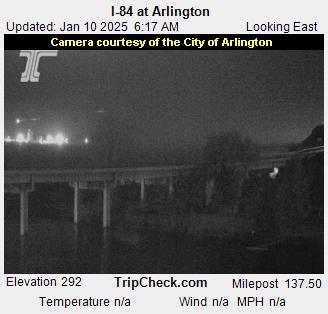 I-84 at Arlington
Updated: Jan 10 2025 6:17 AM Looking East
Camera courtesy of the City of Arlington
Elevation 292 TripCheck.com Milepost 137.50
Temperature n/a Wind n/a MPH n/a